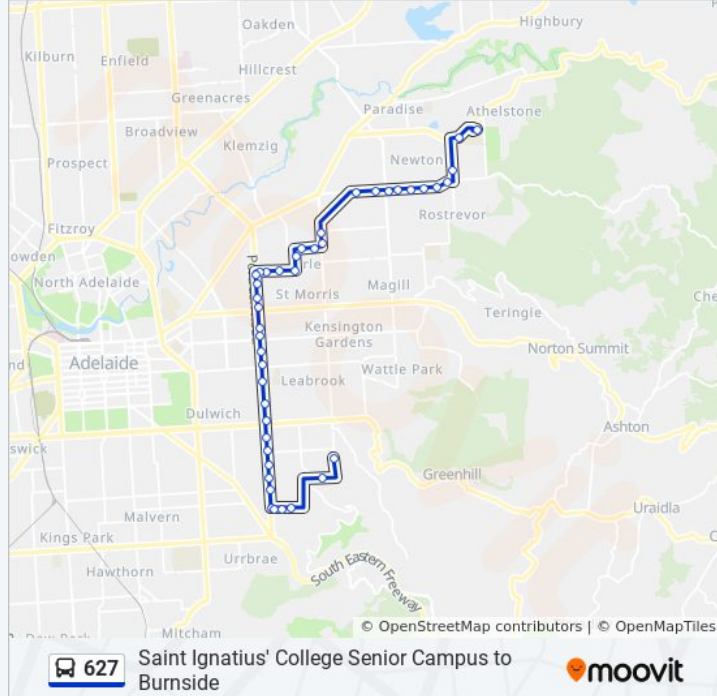 Oakden
Highbury
Kilburn
Enfield
Hillcrest
Greenacres
Paradise
Athelstone
Broadview
Klemzig
Newton
Prospect
Rostrevor
Fitzroy
North Adelaide
Magill
St Morris
Teringie
Kensington
Gardens
Norton Summit
Adelaide
Wattle Park
Leabrook
Dulwich
Ashton
Greenhill
Uraidla
Malvern
Kings Park
Urrbrae
Hawthorn
South Eastern Freeway
Mitcham
© OpenStreetMap contributors | © OpenMapTiles
627
Saint Ignatius' College Senior Campus to
Burnside
moovit